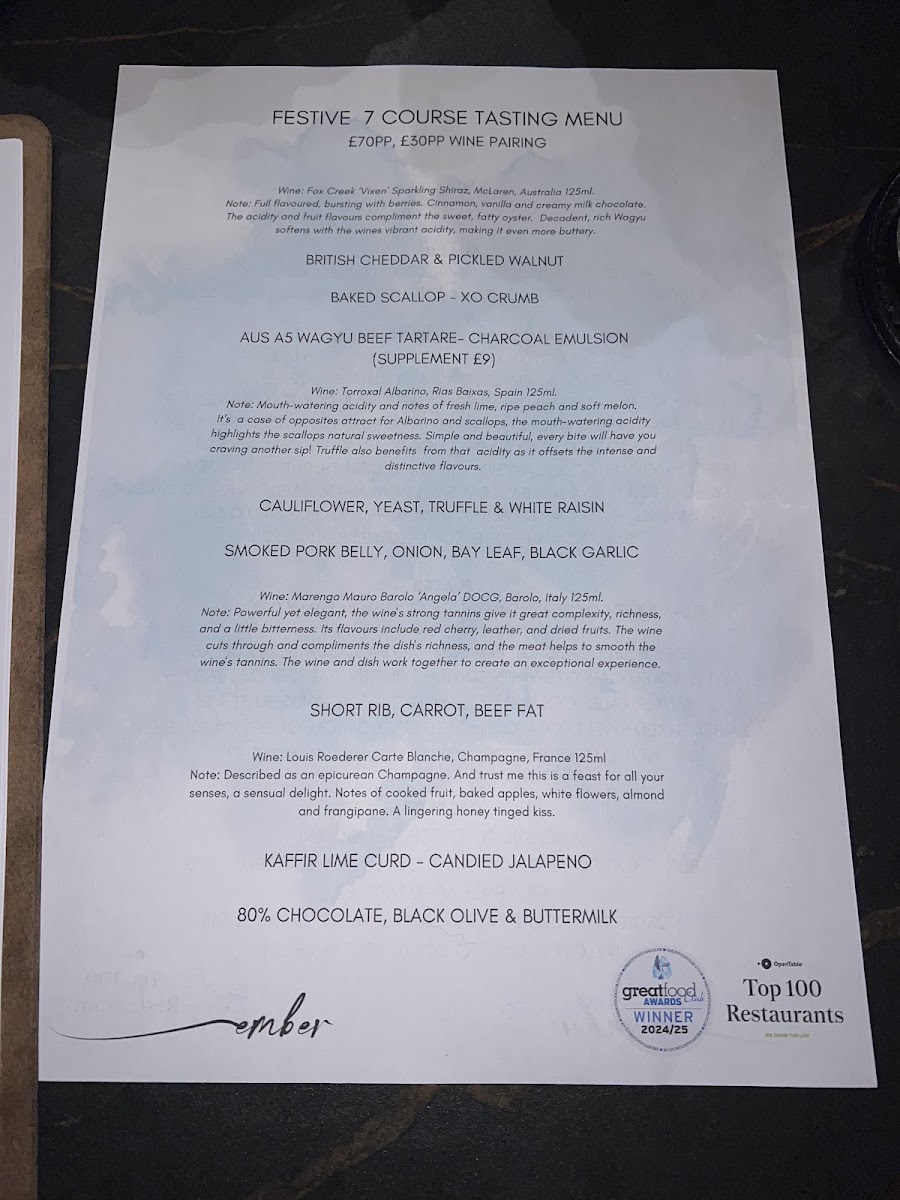 FESTIVE 7 COURSE TASTING MENU
£70PP, £30PP WINE PAIRING
Wine: Fox Creek 'Vixen' Sparkling Shiraz, McLaren, Australia 125ml.
Note: Full flavoured, bursting with berries. Cinnamon, vanilla and creamy milk chocolate.
The acidity and fruit flavours compliment the sweet, fatty oyster. Decadent, rich Wagyu
softens with the wines vibrant acidity, making it even more buttery.
BRITISH CHEDDAR & PICKLED WALNUT
BAKED SCALLOP - XO CRUMB
AUS A5 WAGYU BEEF TARTARE- CHARCOAL EMULSION
(SUPPLEMENT £9)
Wine: Torroxal Albarino, Rias Baixas, Spain 125ml.
Note: Mouth-watering acidity and notes of fresh lime, ripe peach and soft melon.
It's a case of opposites attract for Albarino and scallops, the mouth-watering acidity
highlights the scallops natural sweetness. Simple and beautiful, every bite will have you
craving another sip! Truffle also benefits from that acidity as it offsets the intense and
distinctive flavours.
CAULIFLOWER, YEAST, TRUFFLE & WHITE RAISIN
SMOKED PORK BELLY, ONION, BAY LEAF, BLACK GARLIC
Wine: Marengo Mauro Barolo 'Angela' DOCG, Barolo, Italy 125ml.
Note: Powerful yet elegant, the wine's strong tannins give it great complexity, richness,
and a little bitterness. Its flavours include red cherry, leather, and dried fruits. The wine
cuts through and compliments the dish's richness, and the meat helps to smooth the
wine's tannins. The wine and dish work together to create an exceptional experience.
SHORT RIB, CARROT, BEEF FAT
Wine: Louis Roederer Carte Blanche, Champagne, France 125ml
Note: Described as an epicurean Champagne. And trust me this is a feast for all your
senses, a sensual delight. Notes of cooked fruit, baked apples, white flowers, almond
and frangipane. A lingering honey tinged kiss.
KAFFIR LIME CURD - CANDIED JALAPENO
80% CHOCOLATE, BLACK OLIVE & BUTTERMILK
ember
greatfood Club
AWARDS
WINNER
2024/25
OpenTable
Top 100
Restaurants